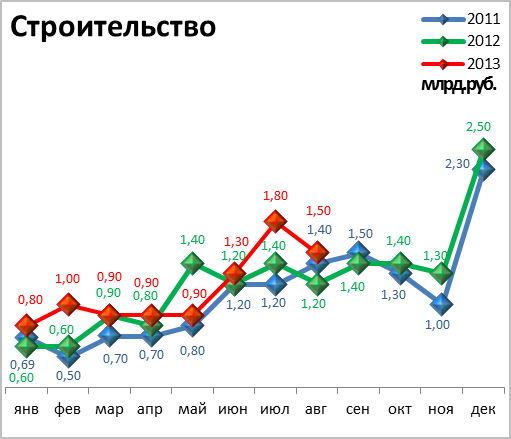 Строительство
2011
2012
2013
млрд.руб.
2,50
2,30
1,80
1,50
1,40 1,30 1,40 1,40 1,50 1,40
1,20 1,30
0,80 1,00 0,90 0,90
0,90 0,80 0,90 1,20 1,20 1,20 1,40 1,30 1,00
0,60
0,69 0,50 0,70 0,70 0,80
0,60
янв фев мар апр май июн июл авг сен окт ноя дек